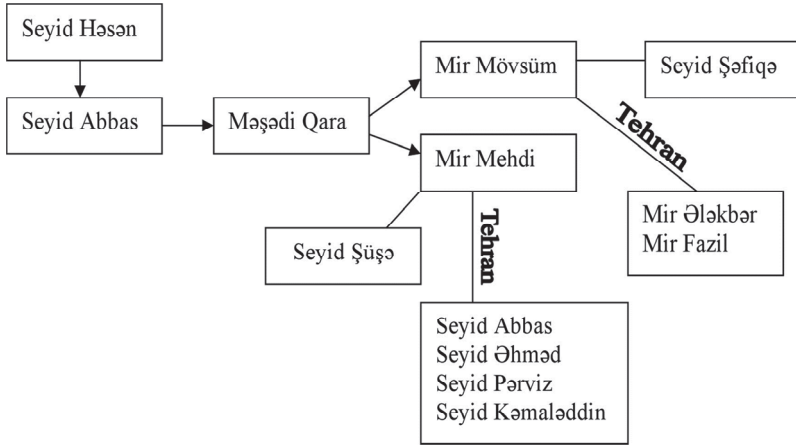 Seyid Həsən
Seyid Abbas
Məşədi Qara
Mir Mövsüm
Seyid Şəfiqə
Tehran
Mir Ələkbər
Mir Fazil
Mir Mehdi
Seyid Şüşə
Tehran
Seyid Abbas
Seyid Əhməd
Seyid Pərviz
Seyid Kəmaləddin